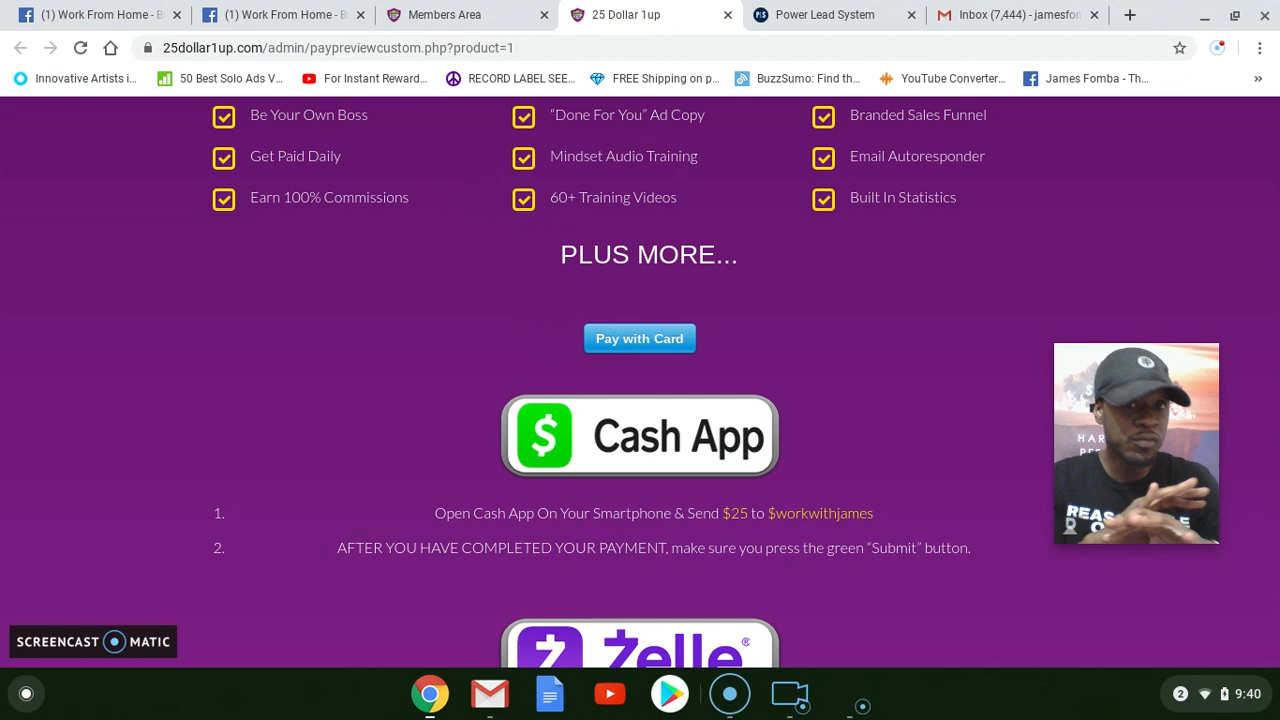 (1) Work From Home - B
(1) Work From Home - B
Members Area
25 Dollar 1up
Power Lead System
Inbox (7,444) - jamesfon
25dollar1up.com/admin/paypreviewcustom.php?product=1
Innovative Artists i...
50 Best Solo Ads V...
For Instant Reward...
RECORD LABEL SEE...
FREE Shipping on p...
BuzzSumo: Find th...
YouTube Converter...
James Fomba - Th...
»
Be Your Own Boss
“Done For You” Ad Copy
Branded Sales Funnel
Get Paid Daily
Mindset Audio Training
Email Autoresponder
Earn 100% Commissions
60+ Training Videos
Built In Statistics
PLUS MORE...
Pay with Card
$ Cash App
1. Open Cash App On Your Smartphone & Send $25 to $workwithjames
2. AFTER YOU HAVE COMPLETED YOUR PAYMENT, make sure you press the green “Submit” button.
Zelle®
SCREENCAST MATIC
2 9:40